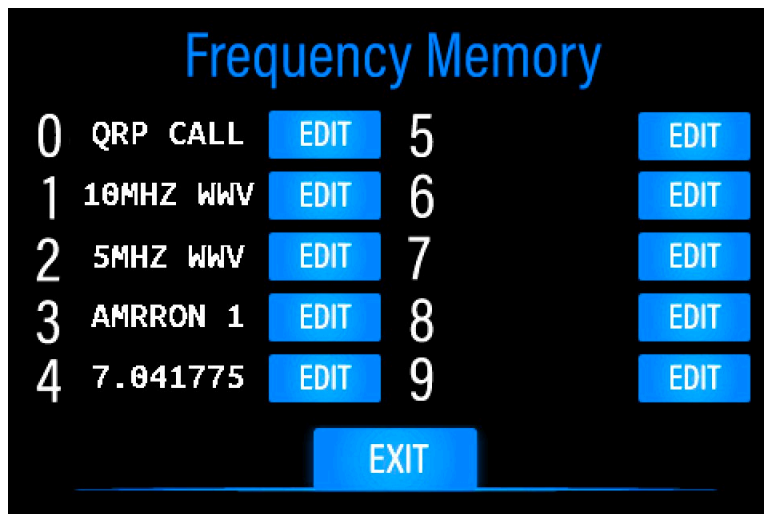 Frequency Memory
0 QRP CALL EDIT 5 EDIT
1 10MHZ WWV EDIT 6 EDIT
2 5MHZ WWV EDIT 7 EDIT
3 AMRRON 1 EDIT 8 EDIT
4 7.041775 EDIT 9 EDIT
EXIT